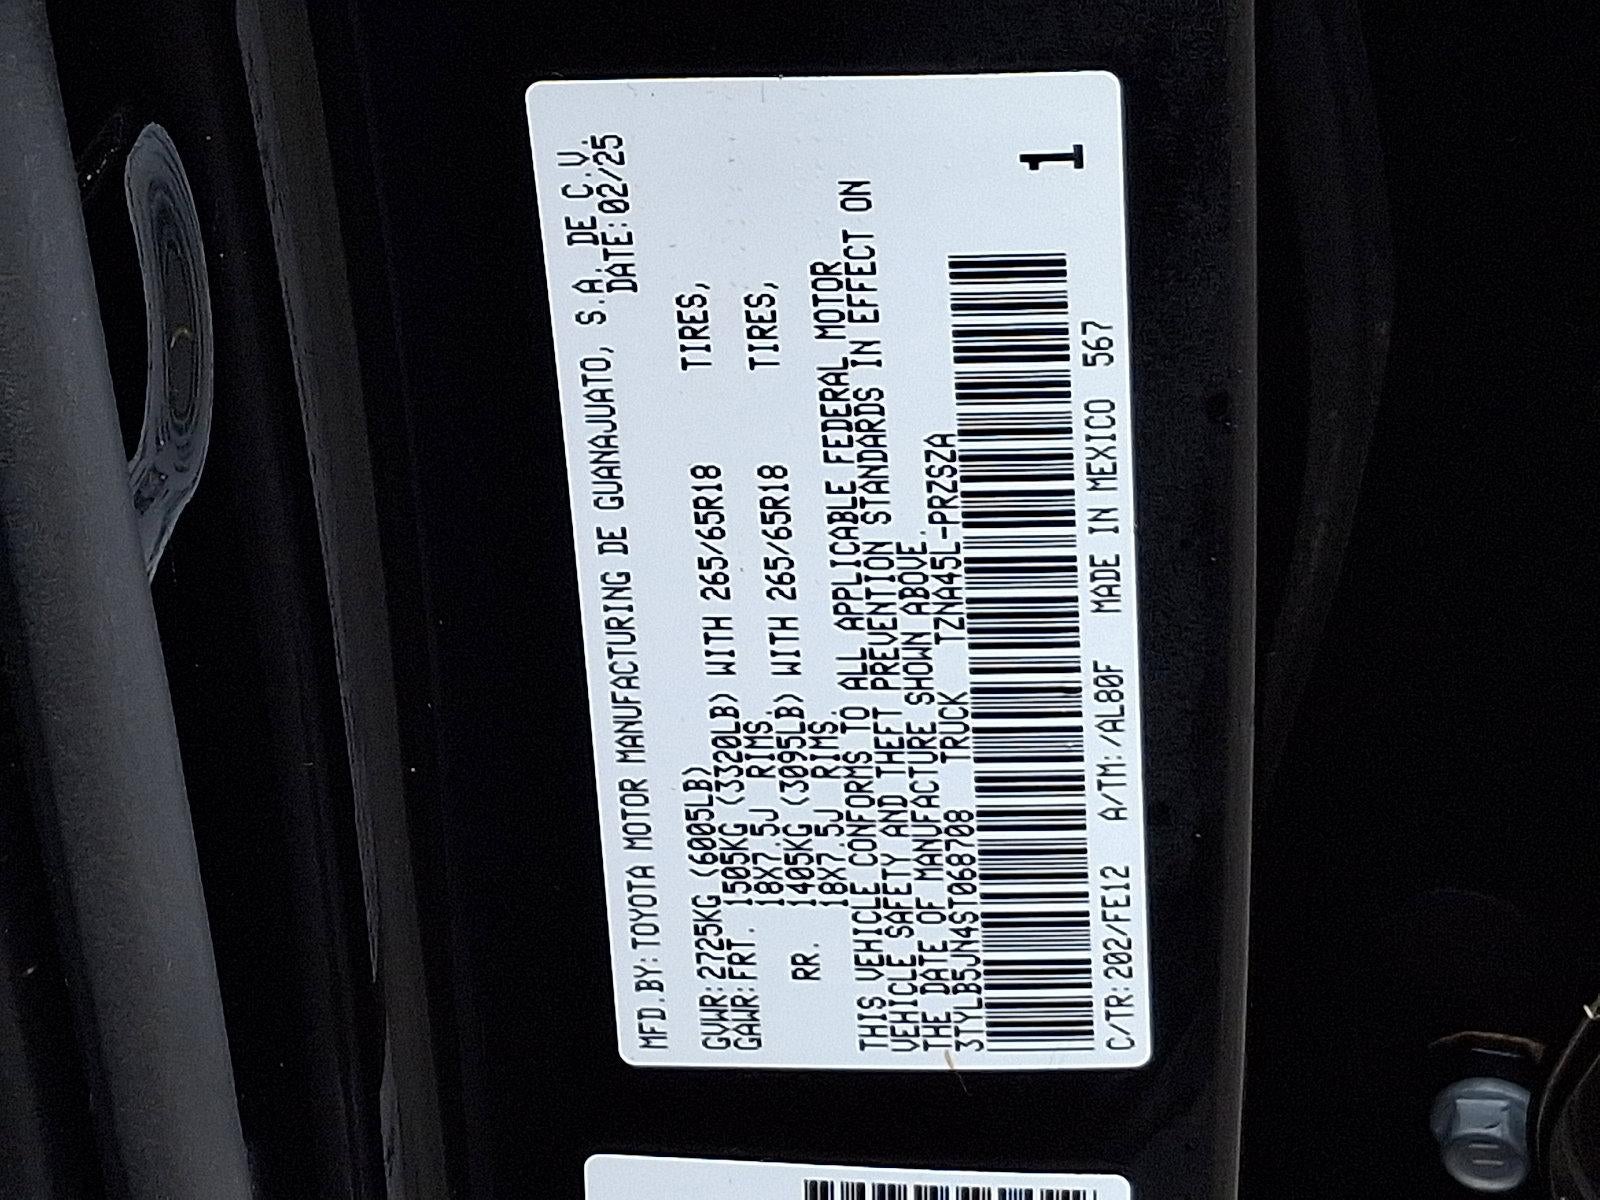 MFD.BY:TOYOTA MOTOR MANUFACTURING DE GUANAJUATO, S.A. DE C.V.
DATE:02/25
GVWR:2725KG (6005LB)
GAWR:FRT. 1505KG (3320LB) WITH 265/65R18 TIRES,
18X7.5J RIMS.
RR. 1405KG (3095LB) WITH 265/65R18 TIRES,
18X7.5J RIMS.
THIS VEHICLE CONFORMS TO ALL APPLICABLE FEDERAL MOTOR
VEHICLE SAFETY AND THEFT PREVENTION STANDARDS IN EFFECT ON
THE DATE OF MANUFACTURE SHOWN ABOVE.
3TYLB5JN4ST068708 TRUCK TZNA45L-PRZSZA
1
C/TR:202/FE12 A/TM:/AL80F MADE IN MEXICO 567